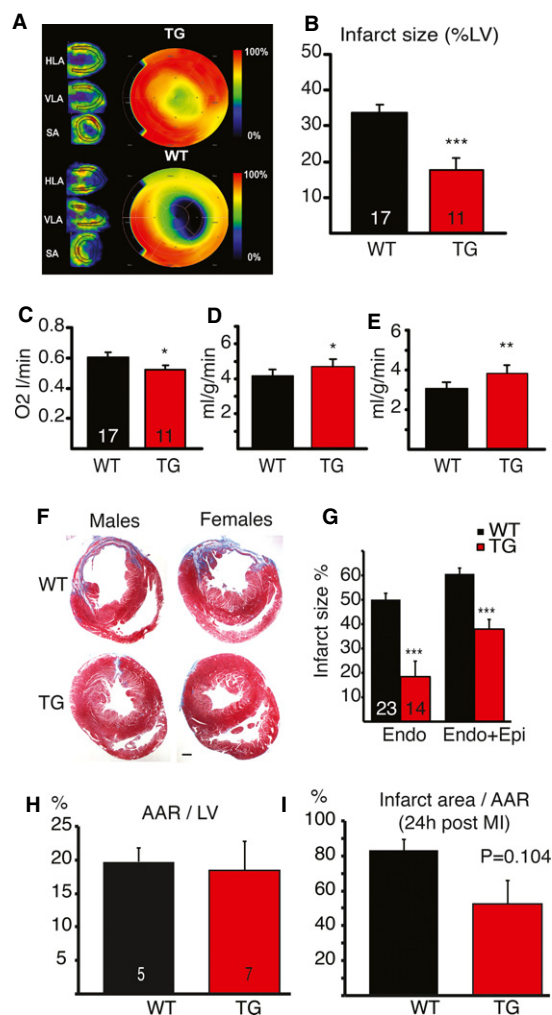 A
TG
HLA
VLA
SA
100%
0%
WT
HLA
VLA
SA
100%
0%
B
Infarct size (%LV)
50
40
30
20
10
***
17
11
WT
TG
C
O2 l/min
0.8
0.6
0.4
0.2
*
17
11
WT
TG
D
ml/g/min
6
4
2
*
WT
TG
E
ml/g/min
6
4
2
**
WT
TG
F
Males
Females
WT
TG
G
WT
TG
Infarct size %
60
50
40
30
20
10
***
***
23
14
Endo
Endo+Epi
H
%
AAR / LV
25
20
15
10
5
5
7
WT
TG
I
%
Infarct area / AAR
(24h post MI)
P=0.104
100
80
60
40
20
WT
TG